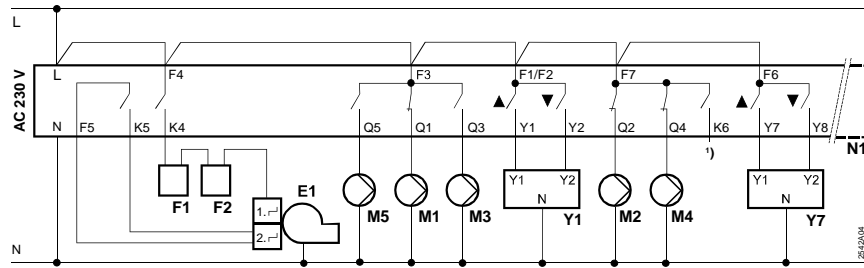 L
AC 230 V
L F4 F3 F1/F2 F7 F6
▲ ▼ ▲ ▼
N F5 K5 K4 Q5 Q1 Q3 Y1 Y2 Q2 Q4 K6 Y7 Y8
N1
¹)
F1 F2
1.
2.
E1
M5 M1 M3
Y1 Y2
N
Y1
M2 M4
Y1 Y2
N
Y7
N
2542A04